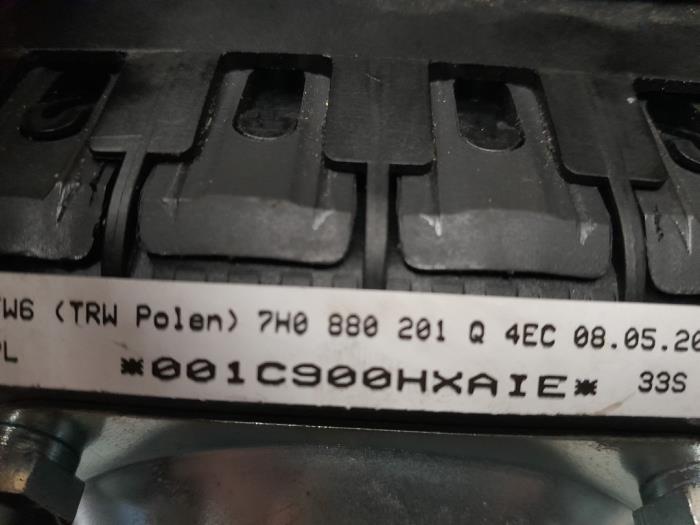 W6 (TRW Polen) 7H0 880 201 Q 4EC 08.05.20
PL
*001C900HXAIE* 33S